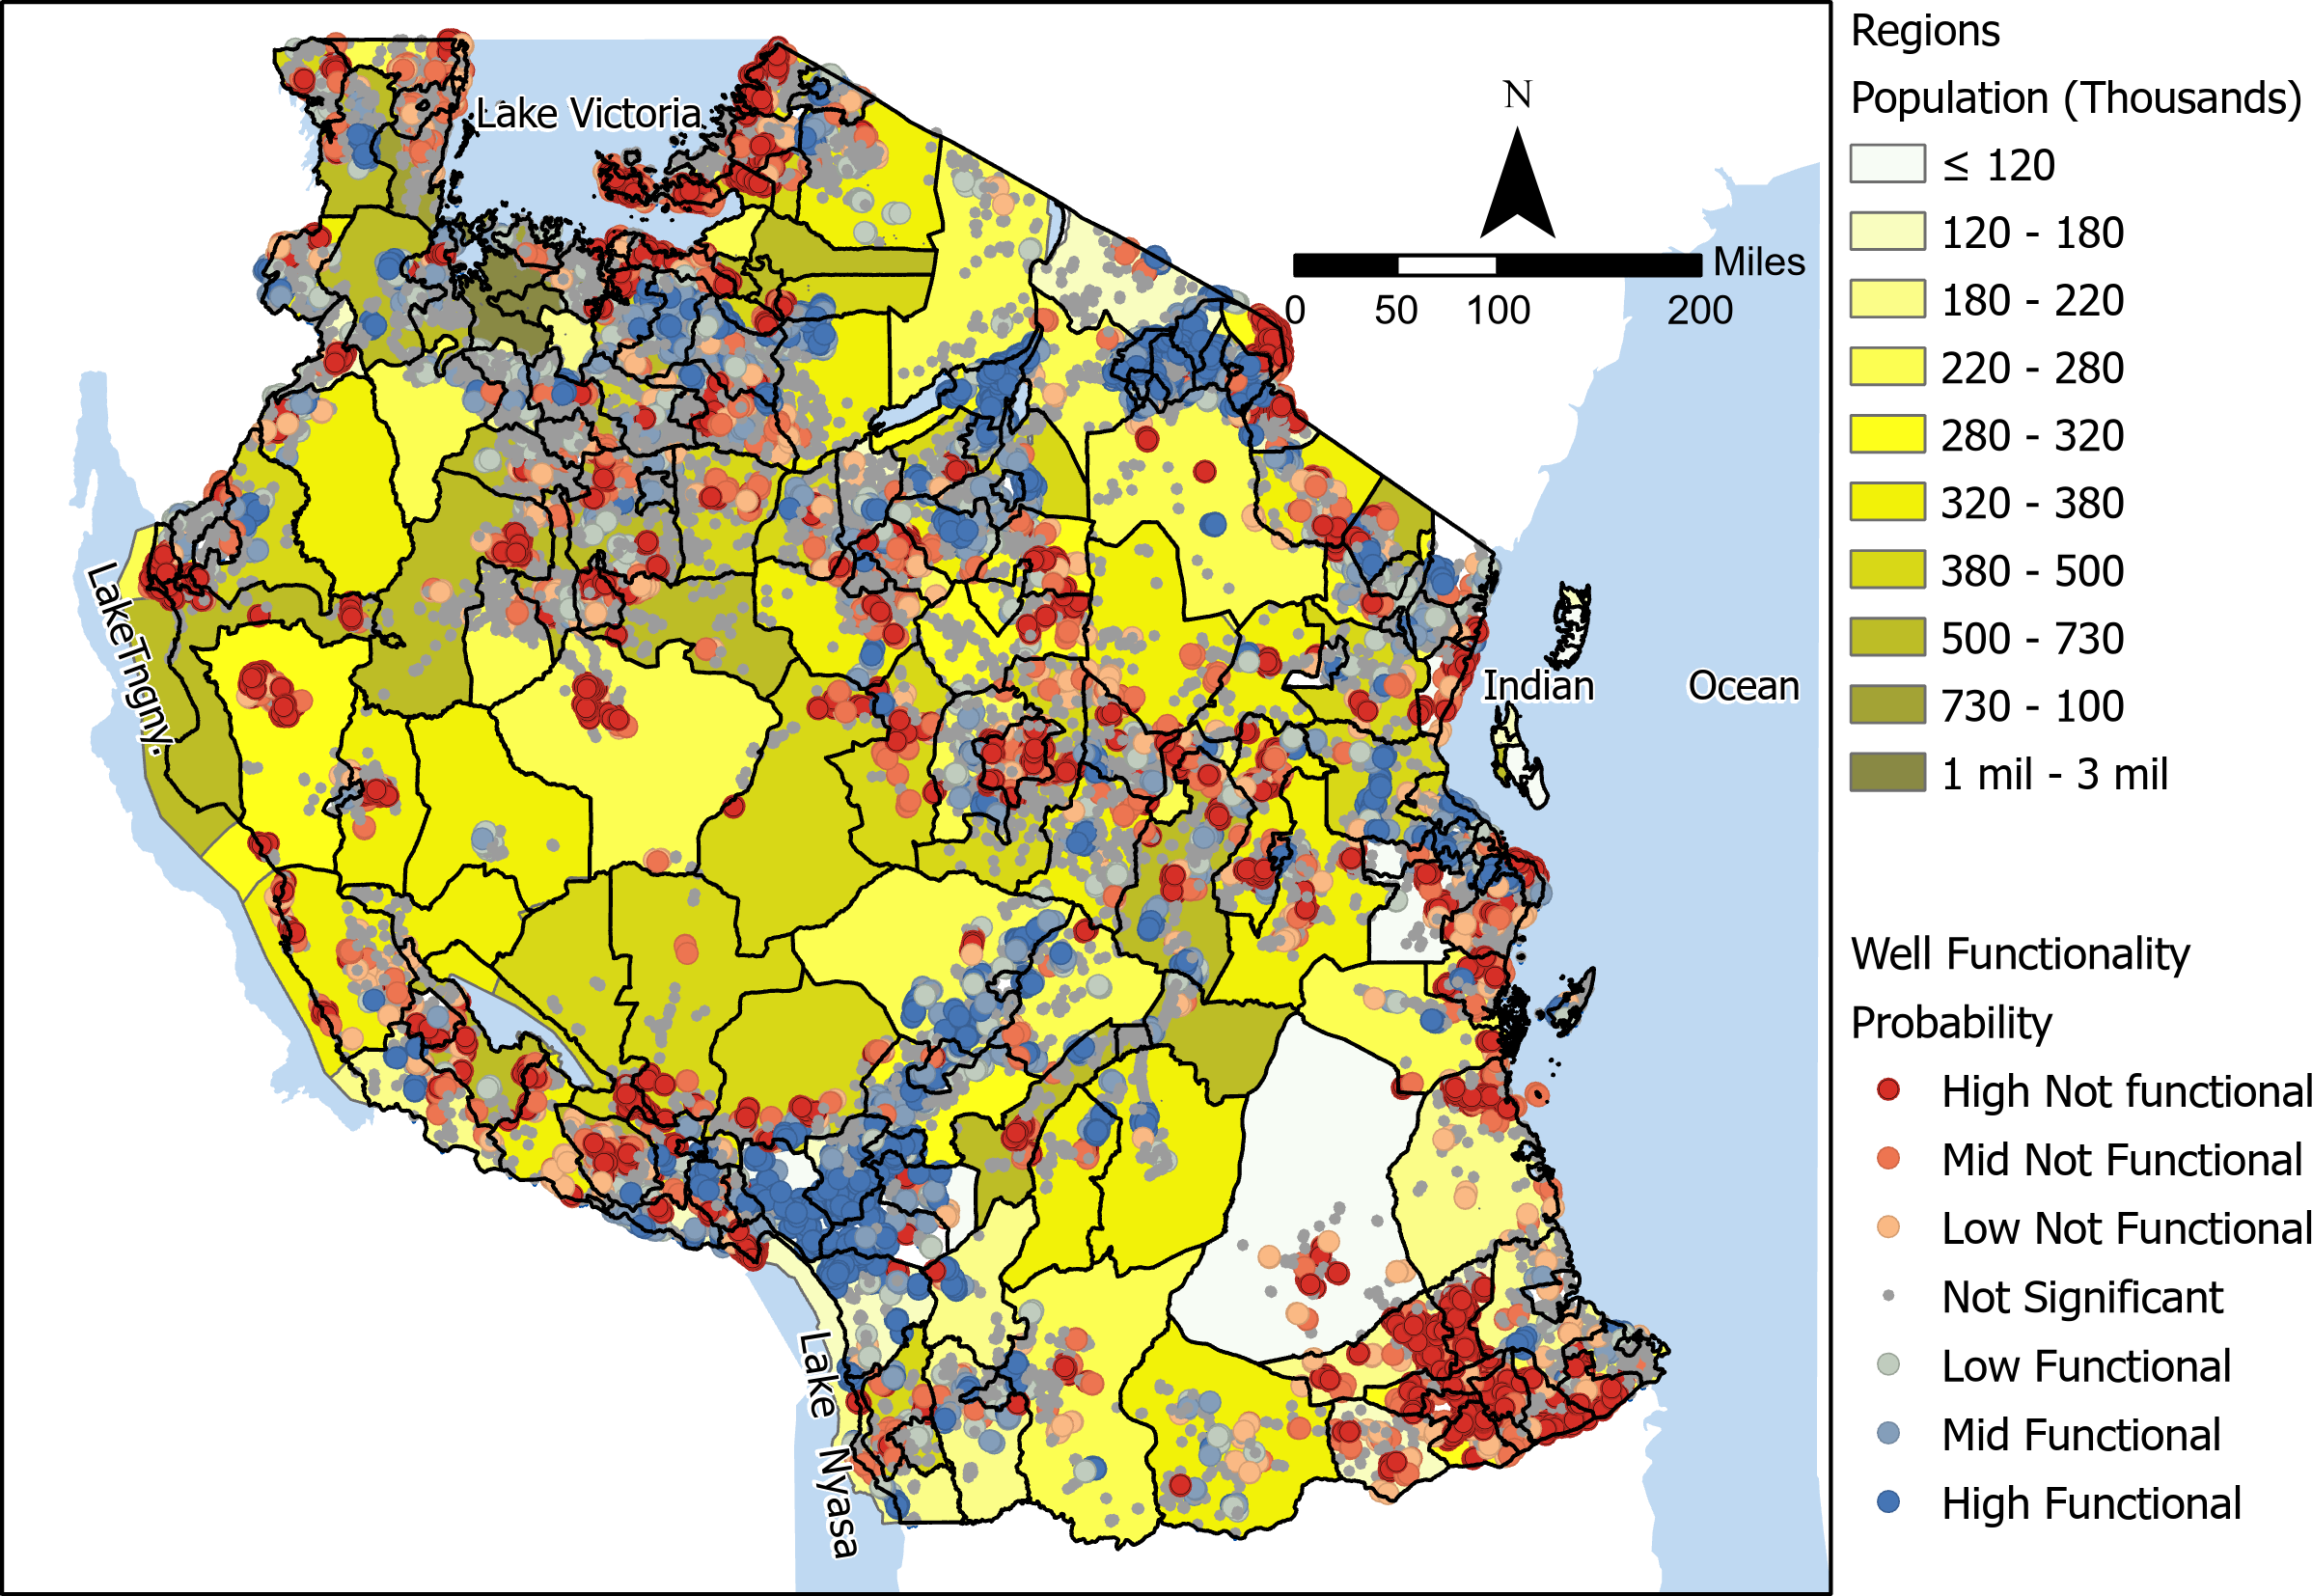 Lake Victoria
N
Miles
0 50 100 200
Lake Tngny.
Indian Ocean
Lake Nyasa
Regions
Population (Thousands)
≤ 120
120 - 180
180 - 220
220 - 280
280 - 320
320 - 380
380 - 500
500 - 730
730 - 100
1 mil - 3 mil
Well Functionality
Probability
High Not functional
Mid Not Functional
Low Not Functional
Not Significant
Low Functional
Mid Functional
High Functional